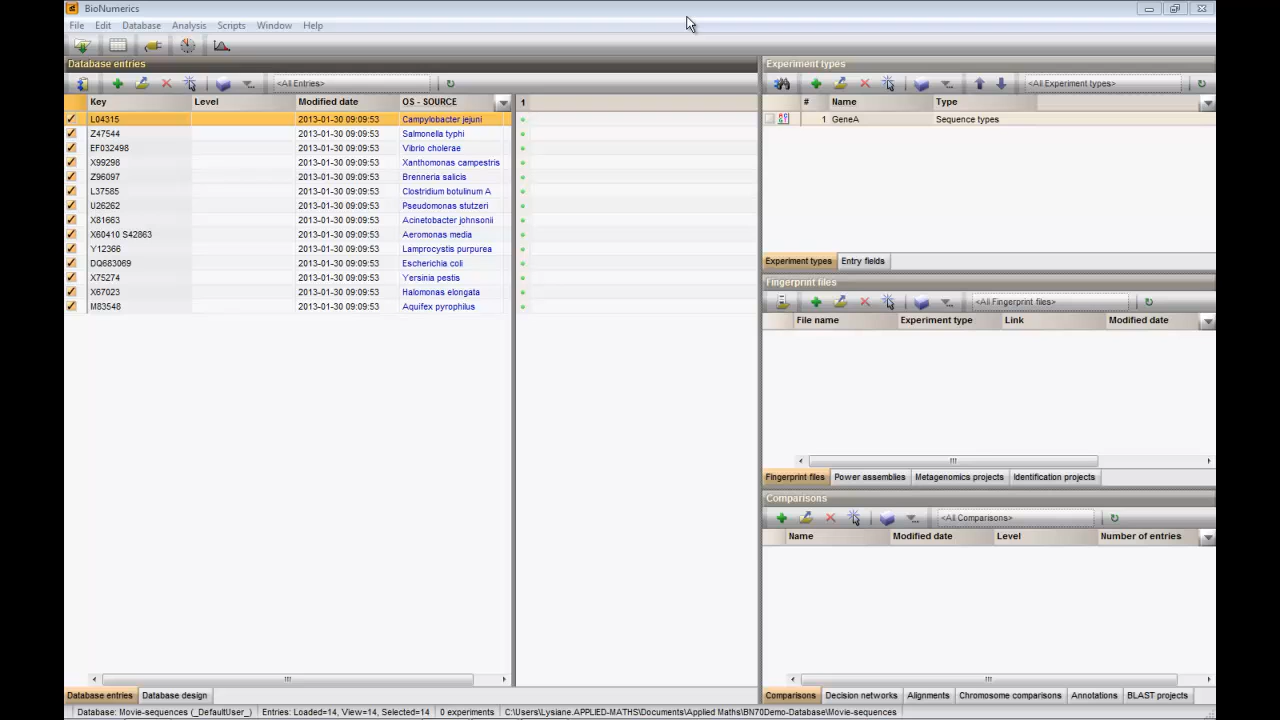 BioNumerics
File Edit Database Analysis Scripts Window Help
Database entries
<All Entries>
Key Level Modified date OS - SOURCE 1
L04315 2013-01-30 09:09:53 Campylobacter jejuni
Z47544 2013-01-30 09:09:53 Salmonella typhi
EF032498 2013-01-30 09:09:53 Vibrio cholerae
X99298 2013-01-30 09:09:53 Xanthomonas campestris
Z96097 2013-01-30 09:09:53 Brenneria salicis
L37585 2013-01-30 09:09:53 Clostridium botulinum A
U26262 2013-01-30 09:09:53 Pseudomonas stutzeri
X81663 2013-01-30 09:09:53 Acinetobacter johnsonii
X60410 S42863 2013-01-30 09:09:53 Aeromonas media
Y12366 2013-01-30 09:09:53 Lamprocystis purpurea
DQ683069 2013-01-30 09:09:53 Escherichia coli
X75274 2013-01-30 09:09:53 Yersinia pestis
X67023 2013-01-30 09:09:53 Halomonas elongata
M83548 2013-01-30 09:09:53 Aquifex pyrophilus
Database entries Database design
Experiment types
<All Experiment types>
# Name Type
1 GeneA Sequence types
Experiment types Entry fields
Fingerprint files
<All Fingerprint files>
File name Experiment type Link Modified date
Fingerprint files Power assemblies Metagenomics projects Identification projects
Comparisons
<All Comparisons>
Name Modified date Level Number of entries
Comparisons Decision networks Alignments Chromosome comparisons Annotations BLAST projects
Database: Movie-sequences (_DefaultUser_) Entries: Loaded=14, View=14, Selected=14 0 experiments C:\Users\Lysiane.APPLIED-MATHS\Documents\Applied Maths\BN70Demo-Database\Movie-sequences